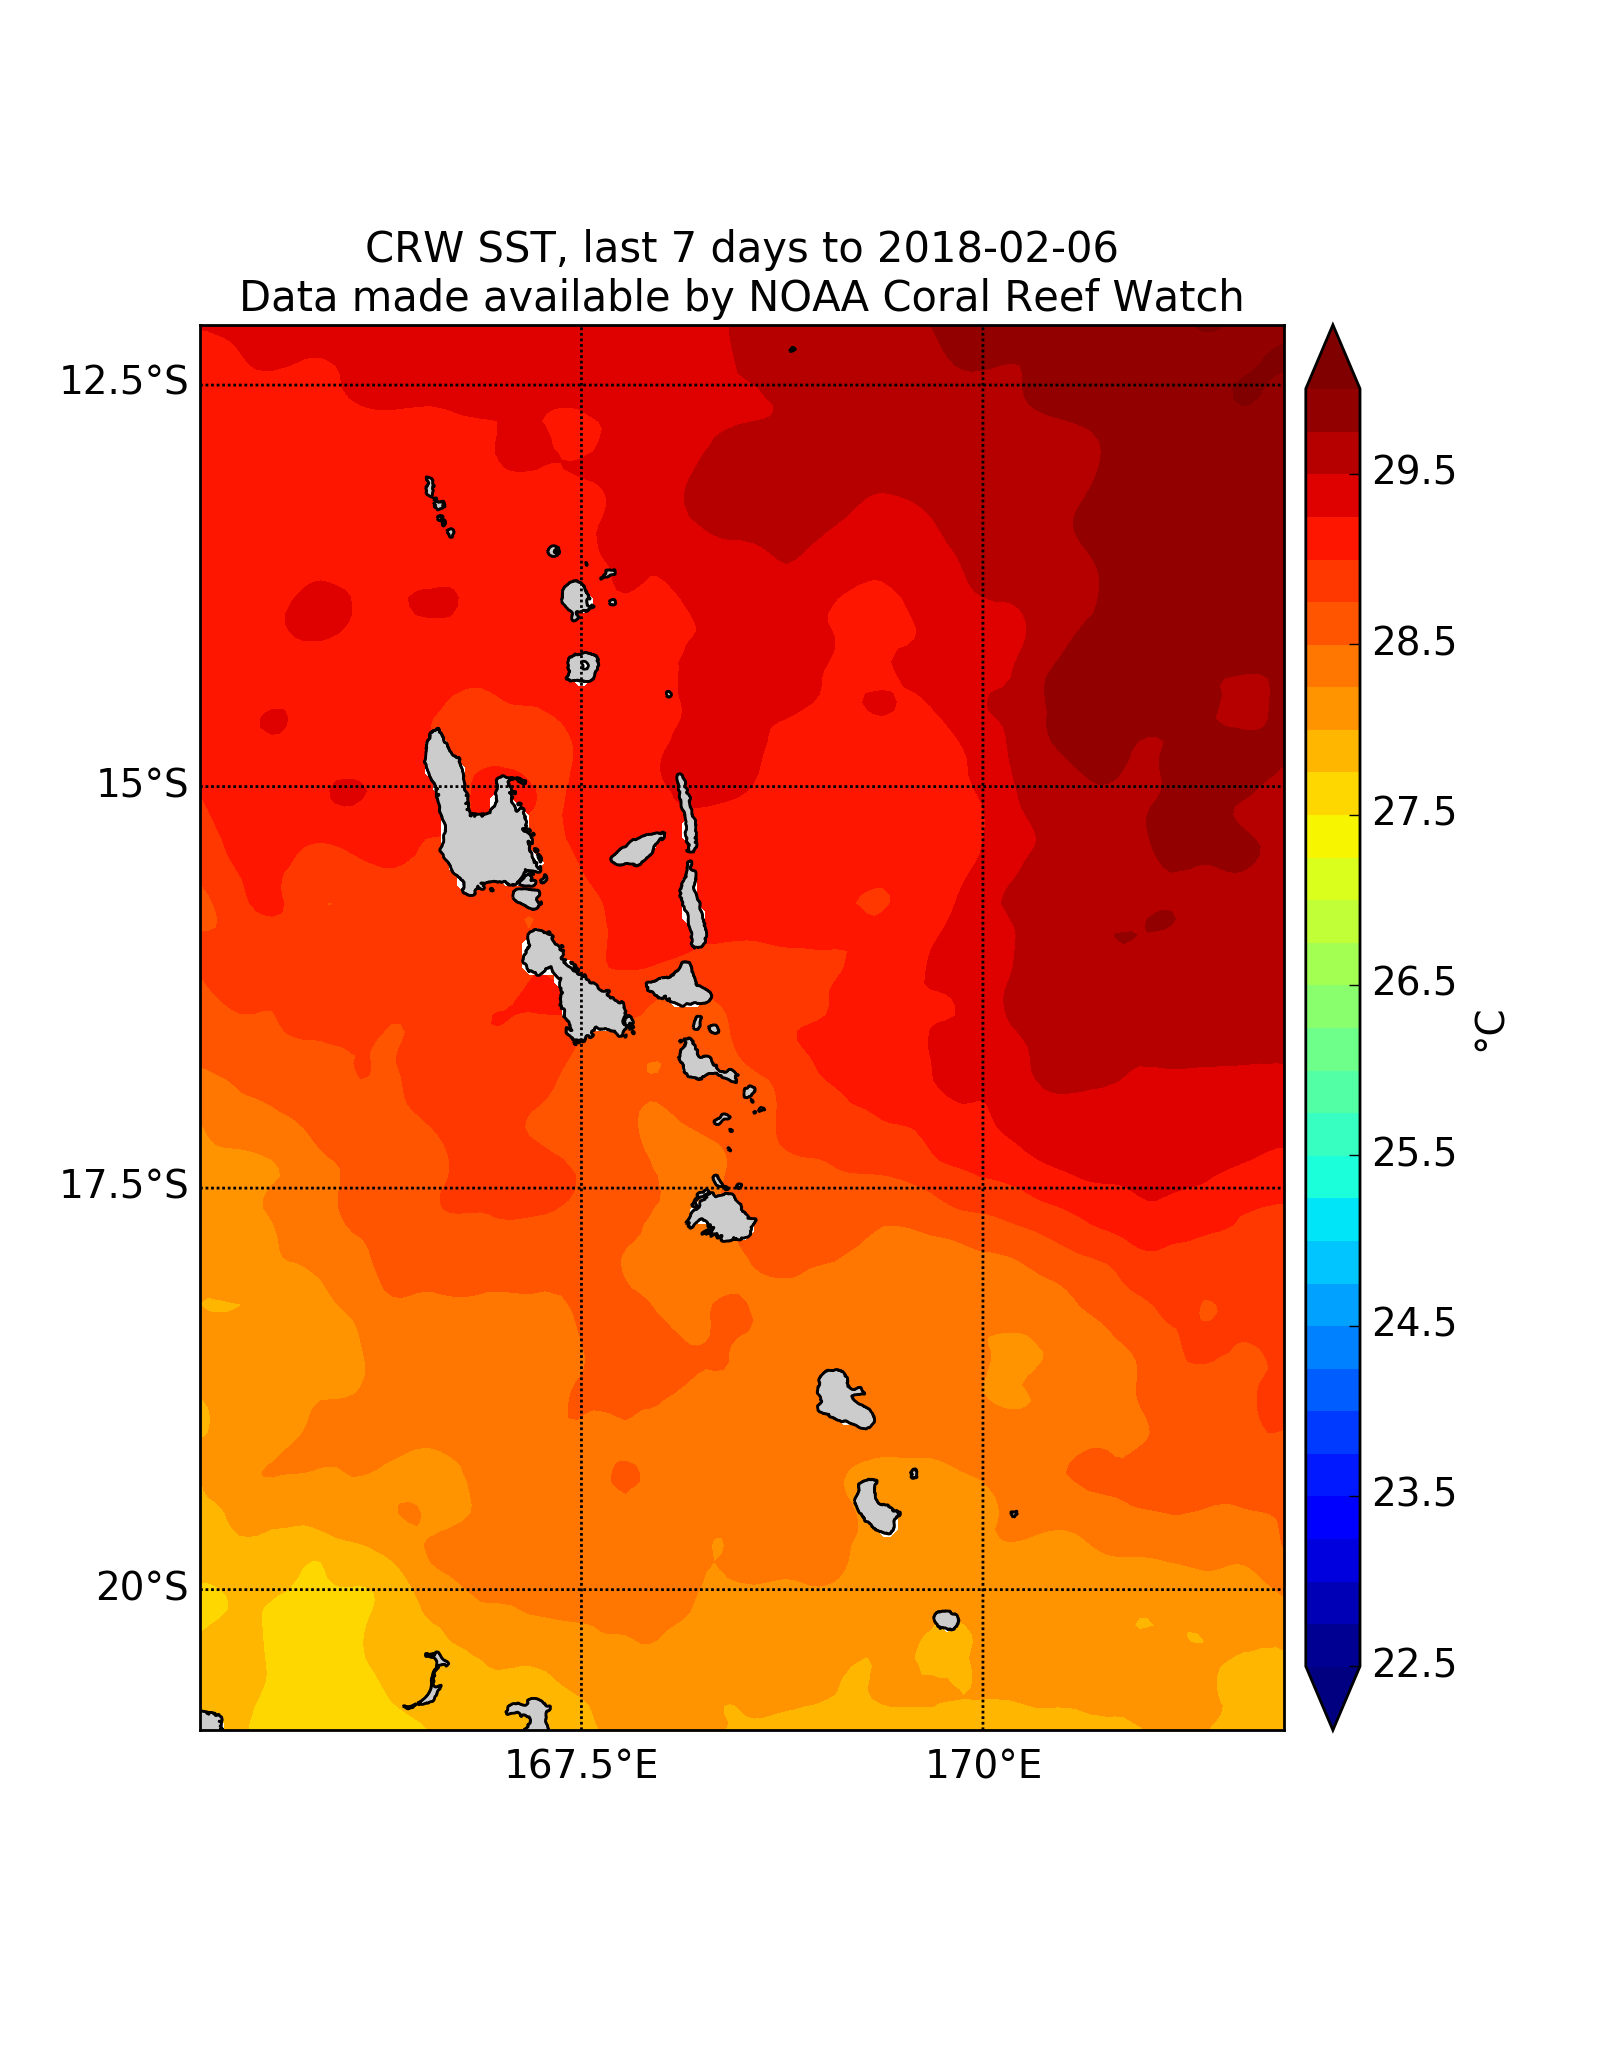 CRW SST, last 7 days to 2018-02-06
Data made available by NOAA Coral Reef Watch
12.5°S
15°S
17.5°S
20°S
167.5°E
170°E
29.5
28.5
27.5
26.5
25.5
24.5
23.5
22.5
°C